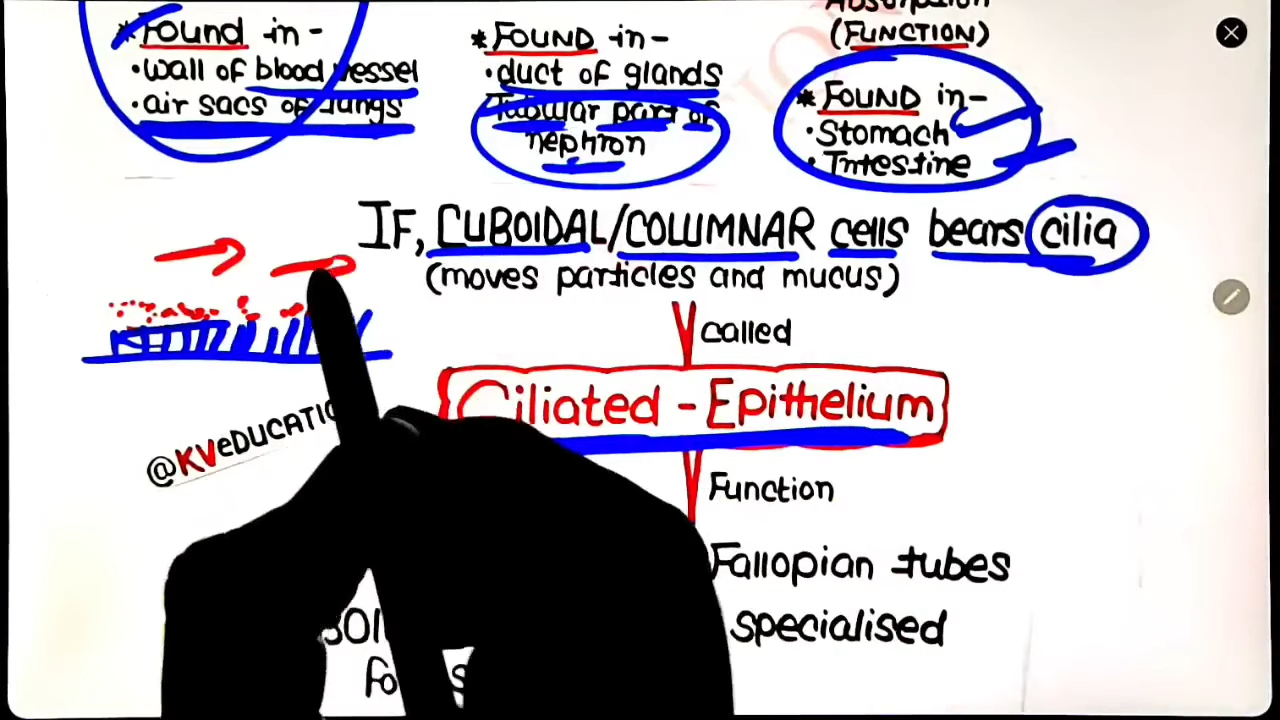 *Found -in-
•wall of blood vessel
•air sacs of lungs
*FOUND -in-
•duct of glands
Tubular part of
nephron
(FUNCTION)
*FOUND in-
•Stomach
•Intestine
IF, CUBOIDAL/COLUMNAR cells bears cilia
(moves particles and mucus)
called
Ciliated - Epithelium
@KVeDUCATIO
Function
Fallopian tubes
specialised